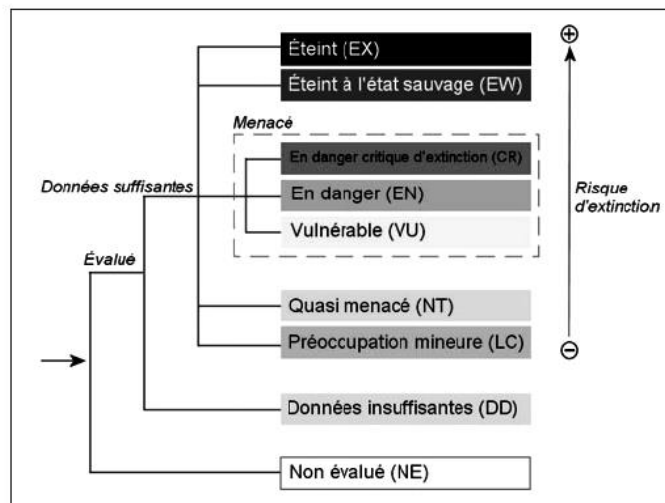 Éteint (EX)
Éteint à l'état sauvage (EW)
Menacé
En danger critique d'extinction (CR)
Données suffisantes
En danger (EN)
Risque
d'extinction
Vulnérable (VU)
Évalué
Quasi menacé (NT)
Préoccupation mineure (LC)
Données insuffisantes (DD)
Non évalué (NE)